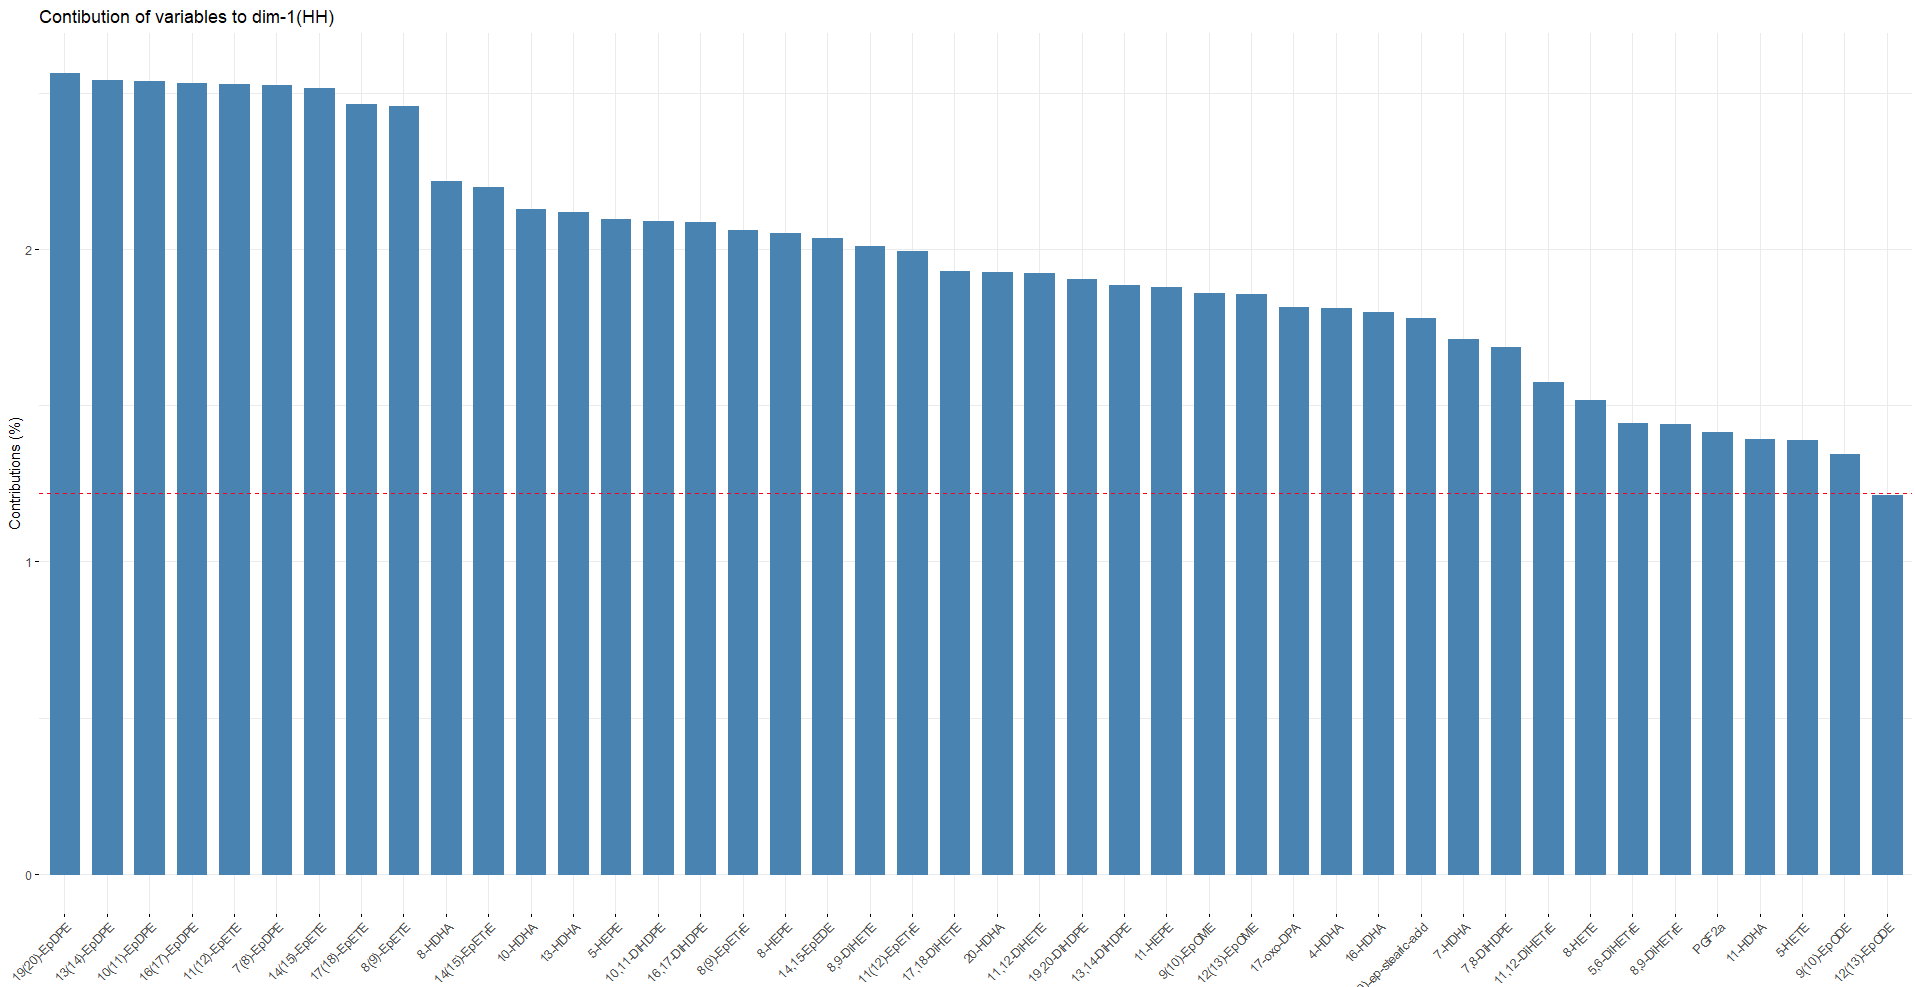 Contibution of variables to dim-1(HH)
Contributions (%)
2
1
0
19(20)-EpDPE
13(14)-EpDPE
10(11)-EpDPE
16(17)-EpDPE
11(12)-EpETE
7(8)-EpDPE
14(15)-EpETE
17(18)-EpETE
8(9)-EpETE
8-HDHA
14(15)-EpETrE
10-HDHA
13-HDHA
5-HEPE
10,11-DiHDPE
16,17-DiHDPE
8(9)-EpETrE
8-HEPE
14,15-EpEDE
8,9-DiHETE
11(12)-EpETrE
17,18-DiHETE
20-HDHA
11,12-DiHETE
19,20-DiHDPE
13,14-DiHDPE
11-HEPE
9(10)-EpOME
12(13)-EpOME
17-oxo-DPA
4-HDHA
16-HDHA
)-ep-stearic-acid
7-HDHA
7,8-DiHDPE
11,12-DiHETrE
8-HETE
5,6-DiHETrE
8,9-DiHETrE
PGF2a
11-HDHA
5-HETE
9(10)-EpODE
12(13)-EpODE